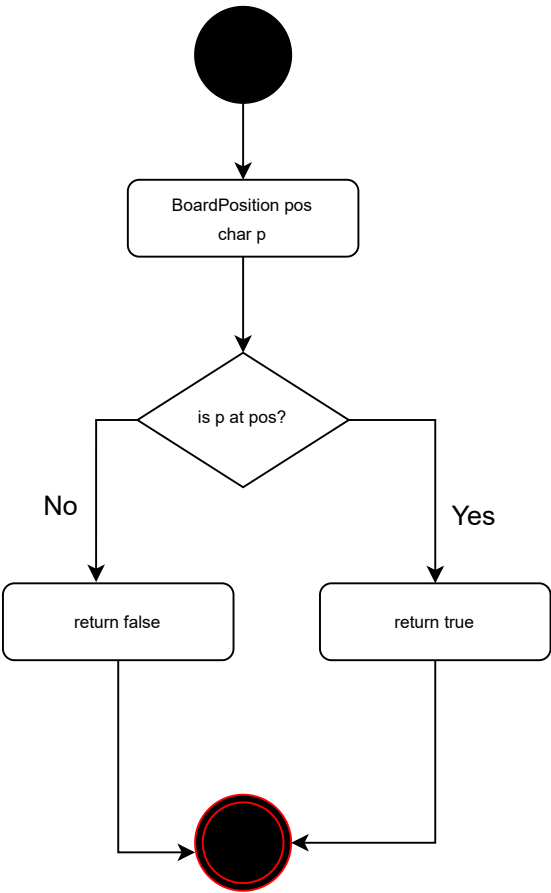 BoardPosition pos
char p
is p at pos?
No
Yes
return false
return true